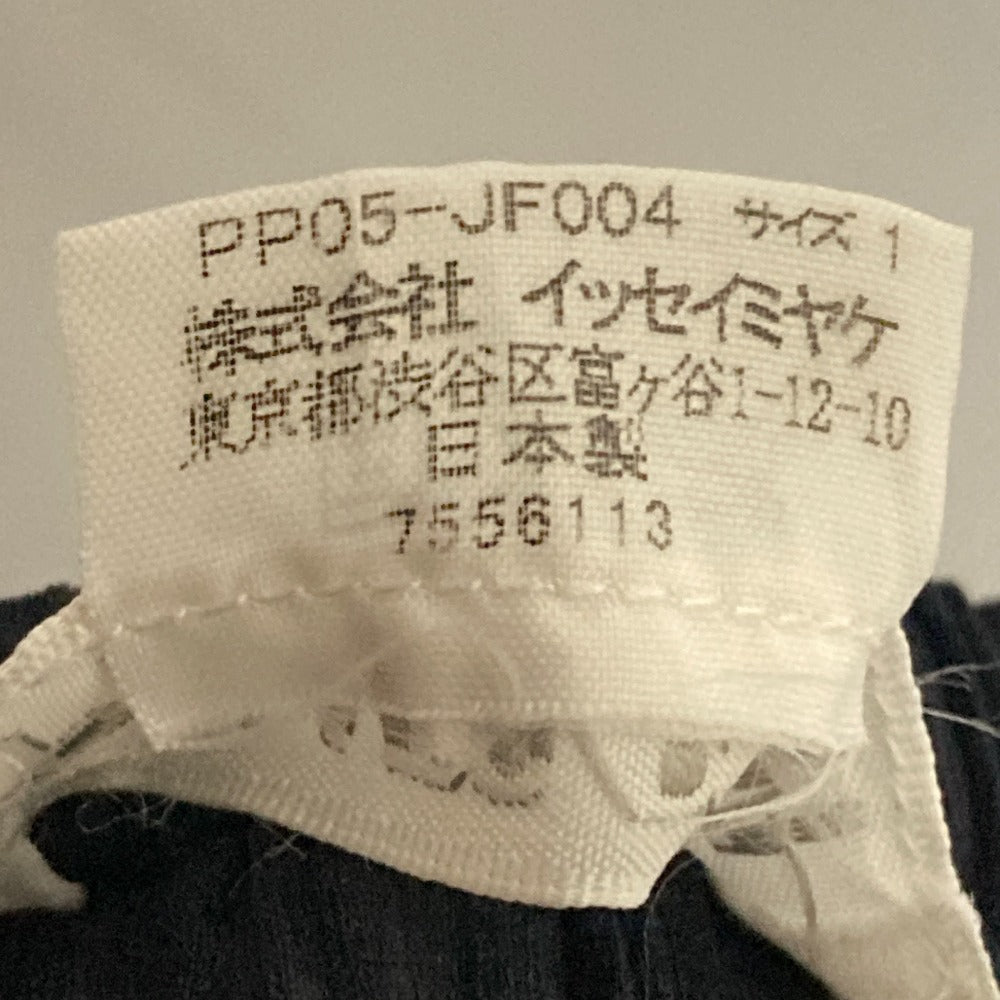 PP05-JF004 サイズ 1
株式会社 イッセイミヤケ
東京都渋谷区富ヶ谷1-12-10
日本製
7556113